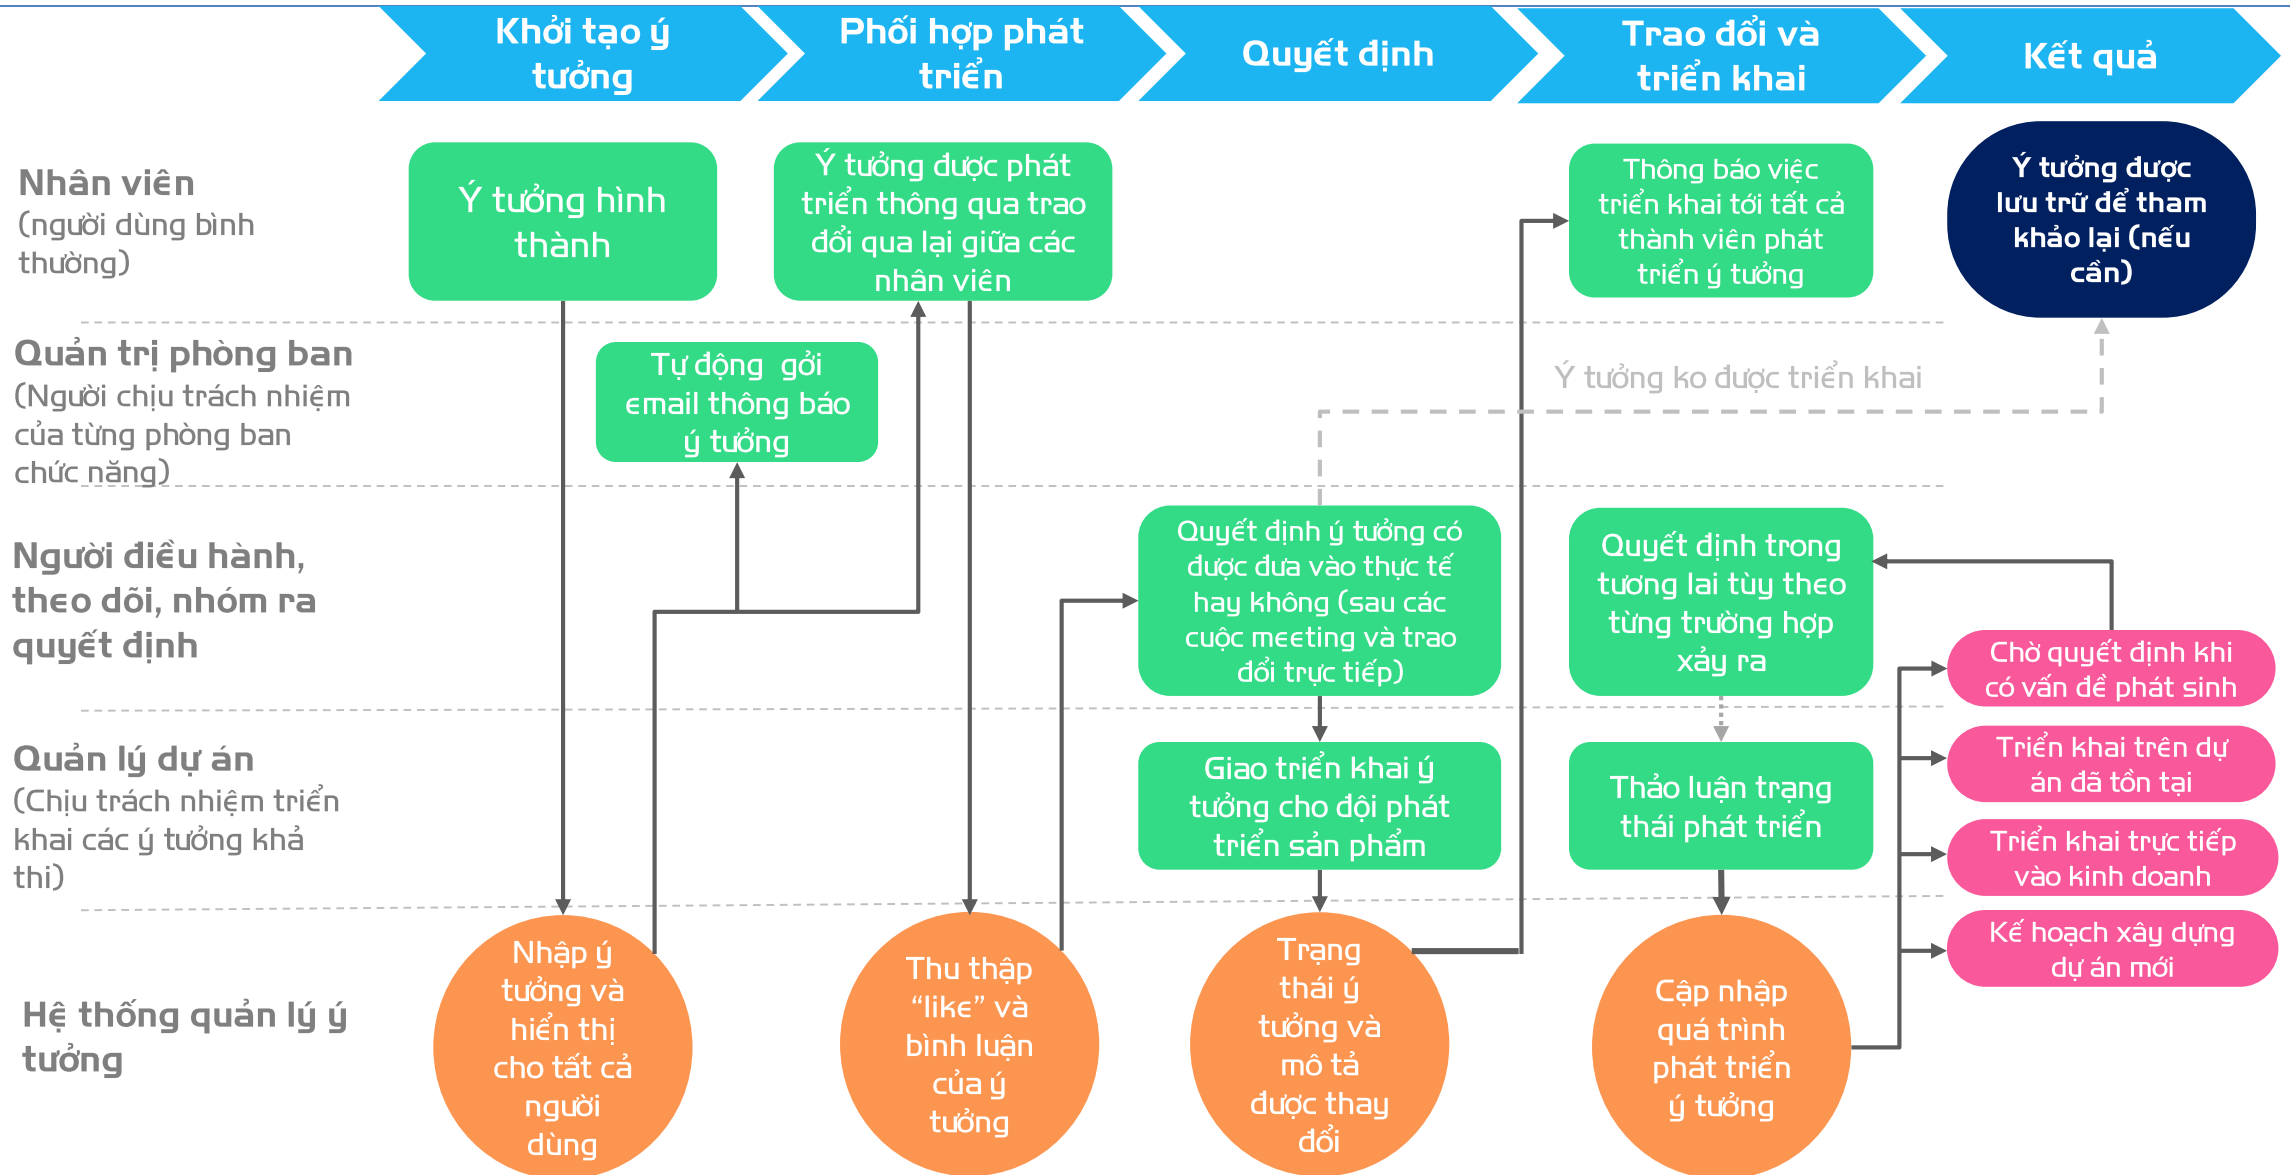 Khởi tạo ý
tưởng
Phối hợp phát
triển
Quyết định
Trao đổi và
triển khai
Kết quả
Nhân viên
(người dùng bình
thường)
Ý tưởng hình
thành
Ý tưởng được phát
triển thông qua trao
đổi qua lại giữa các
nhân viên
Thông báo việc
triển khai tới tất cả
thành viên phát
triển ý tưởng
Ý tưởng được
lưu trữ để tham
khảo lại (nếu
cần)
Quản trị phòng ban
(Người chịu trách nhiệm
của từng phòng ban
chức năng)
Tự động gởi
email thông báo
ý tưởng
Ý tưởng ko được triển khai
Người điều hành,
theo dõi, nhóm ra
quyết định
Quyết định ý tưởng có
được đưa vào thực tế
hay không (sau các
cuộc meeting và trao
đổi trực tiếp)
Quyết định trong
tương lai tùy theo
từng trường hợp
xảy ra
Chờ quyết định khi
có vấn đề phát sinh
Quản lý dự án
(Chịu trách nhiệm triển
khai các ý tưởng khả
thi)
Giao triển khai ý
tưởng cho đội phát
triển sản phẩm
Thảo luận trạng
thái phát triển
Triển khai trên dự
án đã tồn tại
Triển khai trực tiếp
vào kinh doanh
Kế hoạch xây dựng
dự án mới
Hệ thống quản lý ý
tưởng
Nhập ý
tưởng và
hiển thị
cho tất cả
người
dùng
Thu thập
“like” và
bình luận
của ý
tưởng
Trạng
thái ý
tưởng và
mô tả
được thay
đổi
Cập nhập
quá trình
phát triển
ý tưởng